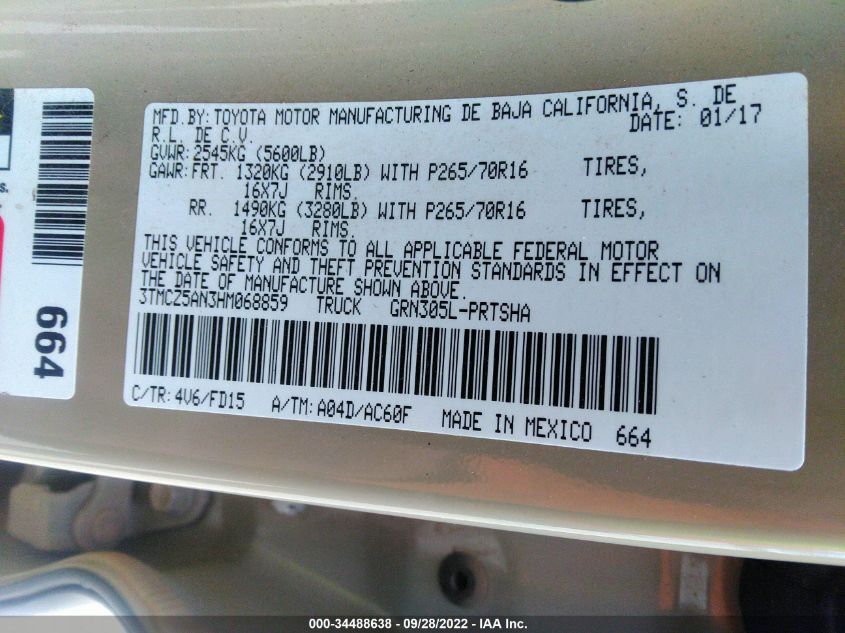 MFD.BY: TOYOTA MOTOR MANUFACTURING DE BAJA CALIFORNIA, S. DE
R.L. DE C.V. DATE: 01/17
GVWR: 2545KG (5600LB)
GAWR: FRT. 1320KG (2910LB) WITH P265/70R16 TIRES,
16X7J RIMS,
RR. 1490KG (3280LB) WITH P265/70R16 TIRES,
16X7J RIMS.
THIS VEHICLE CONFORMS TO ALL APPLICABLE FEDERAL MOTOR
VEHICLE SAFETY AND THEFT PREVENTION STANDARDS IN EFFECT ON
THE DATE OF MANUFACTURE SHOWN ABOVE.
3TMCZ5AN3HM068859 TRUCK GRN305L-PRTSHA
C/TR: 4V6/FD15 A/TM: A04D/AC60F MADE IN MEXICO 664
s.
664
000-34488638 - 09/28/2022 - IAA Inc.